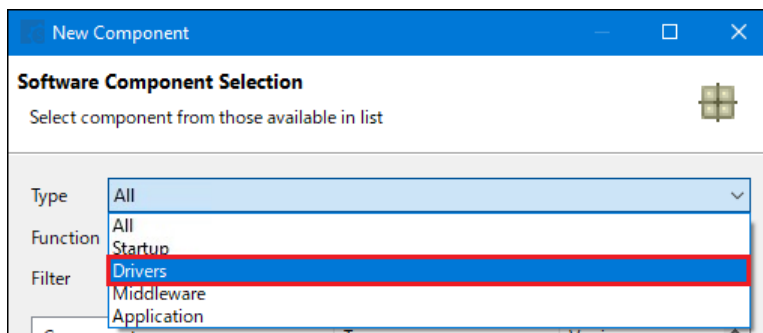 New Component
Software Component Selection
Select component from those available in list
Type All
All
Function
Startup
Drivers
Filter
Middleware
Application